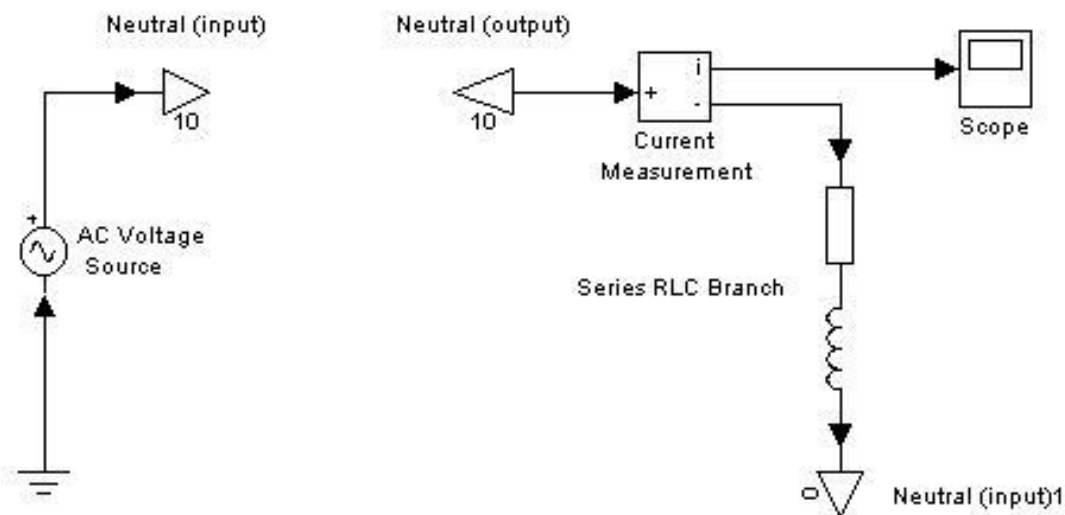 Neutral (input)
Neutral (output)
10
10
+
i
+
-
Current
Measurement
Scope
+
AC Voltage
Source
Series RLC Branch
0
Neutral (input)1